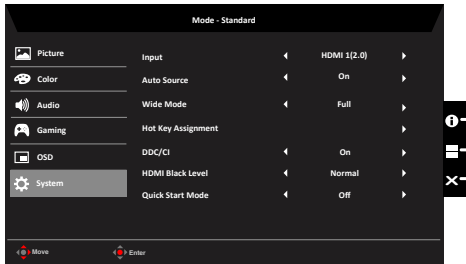 Mode - Standard
Picture
Color
Audio
Gaming
OSD
System
Input HDMI 1(2.0)
Auto Source On
Wide Mode Full
Hot Key Assignment
DDC/CI On
HDMI Black Level Normal
Quick Start Mode Off
Move Enter